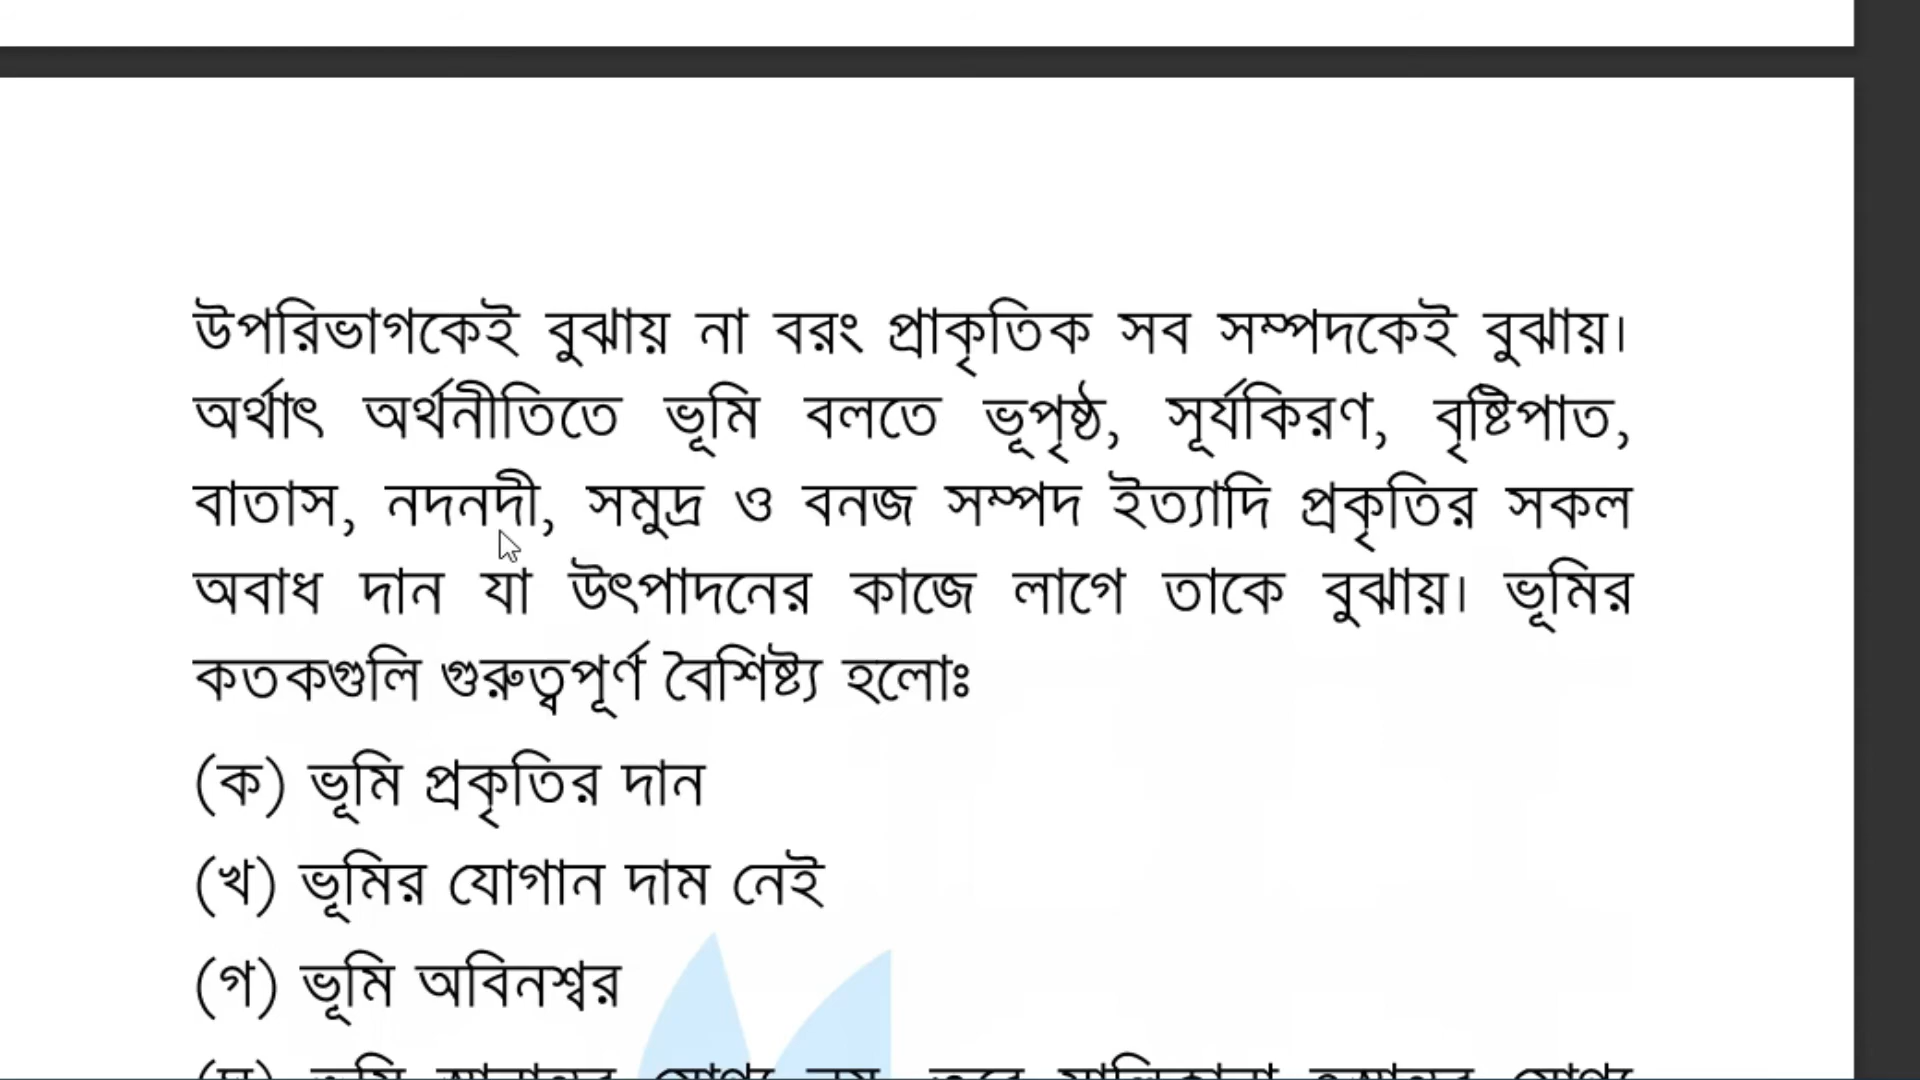 উপরিভাগকেই বুঝায় না বরং প্রাকৃতিক সব সম্পদকেই বুঝায়।
অর্থাৎ অর্থনীতিতে ভূমি বলতে ভূপৃষ্ঠ, সূর্যকিরণ, বৃষ্টিপাত,
বাতাস, নদনদী, সমুদ্র ও বনজ সম্পদ ইত্যাদি প্রকৃতির সকল
অবাধ দান যা উৎপাদনের কাজে লাগে তাকে বুঝায়। ভূমির
কতকগুলি গুরুত্বপূর্ণ বৈশিষ্ট্য হলোঃ
(ক) ভূমি প্রকৃতির দান
(খ) ভূমির যোগান দাম নেই
(গ) ভূমি অবিনশ্বর